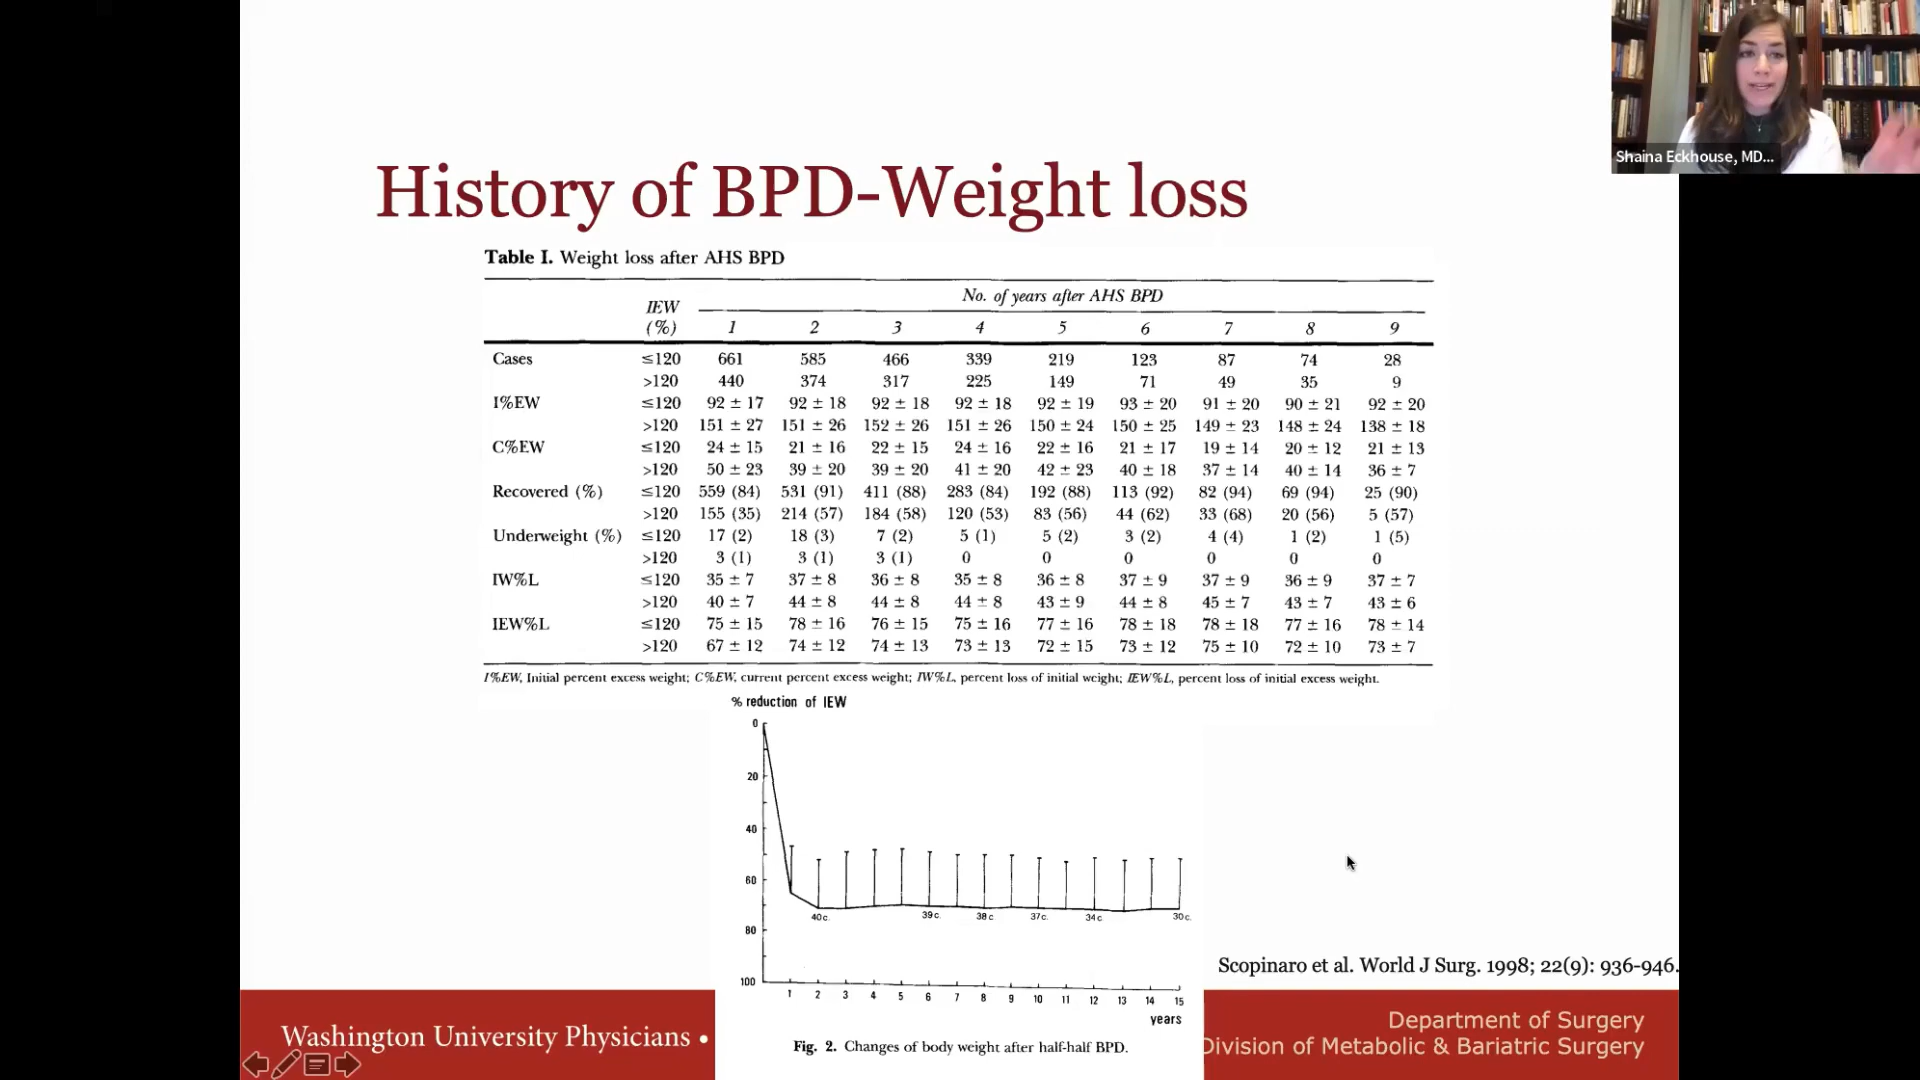 Shaina Eckhouse, MD...
History of BPD-Weight loss
Table I. Weight loss after AHS BPD
IEW No. of years after AHS BPD
(%) 1 2 3 4 5 6 7 8 9
Cases ≤120 661 585 466 339 219 123 87 74 28
>120 440 374 317 225 149 71 49 35 9
I%EW ≤120 92 ± 17 92 ± 18 92 ± 18 92 ± 18 92 ± 19 93 ± 20 91 ± 20 90 ± 21 92 ± 20
>120 151 ± 27 151 ± 26 152 ± 26 151 ± 26 150 ± 24 150 ± 25 149 ± 23 148 ± 24 138 ± 18
C%EW ≤120 24 ± 15 21 ± 16 22 ± 15 24 ± 16 22 ± 16 21 ± 17 19 ± 14 20 ± 12 21 ± 13
>120 50 ± 23 39 ± 20 39 ± 20 41 ± 20 42 ± 23 40 ± 18 37 ± 14 40 ± 14 36 ± 7
Recovered (%) ≤120 559 (84) 531 (91) 411 (88) 283 (84) 192 (88) 113 (92) 82 (94) 69 (94) 25 (90)
>120 155 (35) 214 (57) 184 (58) 120 (53) 83 (56) 44 (62) 33 (68) 20 (56) 5 (57)
Underweight (%) ≤120 17 (2) 18 (3) 7 (2) 5 (1) 5 (2) 3 (2) 4 (4) 1 (2) 1 (5)
>120 3 (1) 3 (1) 3 (1) 0 0 0 0 0 0
IW%L ≤120 35 ± 7 37 ± 8 36 ± 8 35 ± 8 36 ± 8 37 ± 9 37 ± 9 36 ± 9 37 ± 7
>120 40 ± 7 44 ± 8 44 ± 8 44 ± 8 43 ± 9 44 ± 8 45 ± 7 43 ± 7 43 ± 6
IEW%L ≤120 75 ± 15 78 ± 16 76 ± 15 75 ± 16 77 ± 16 78 ± 18 78 ± 18 77 ± 16 78 ± 14
>120 67 ± 12 74 ± 12 74 ± 13 73 ± 13 72 ± 15 73 ± 12 75 ± 10 72 ± 10 73 ± 7
I%EW, Initial percent excess weight; C%EW, current percent excess weight; IW%L, percent loss of initial weight; IEW%L, percent loss of initial excess weight.
% reduction of IEW
0
20
40
60
40c. 39c. 38c. 37c. 34c 30c.
80
100
1 2 3 4 5 6 7 8 9 10 11 12 13 14 15
years
Fig. 2. Changes of body weight after half-half BPD.
Scopinaro et al. World J Surg. 1998; 22(9): 936-946.
Washington University Physicians •
Department of Surgery
Division of Metabolic & Bariatric Surgery